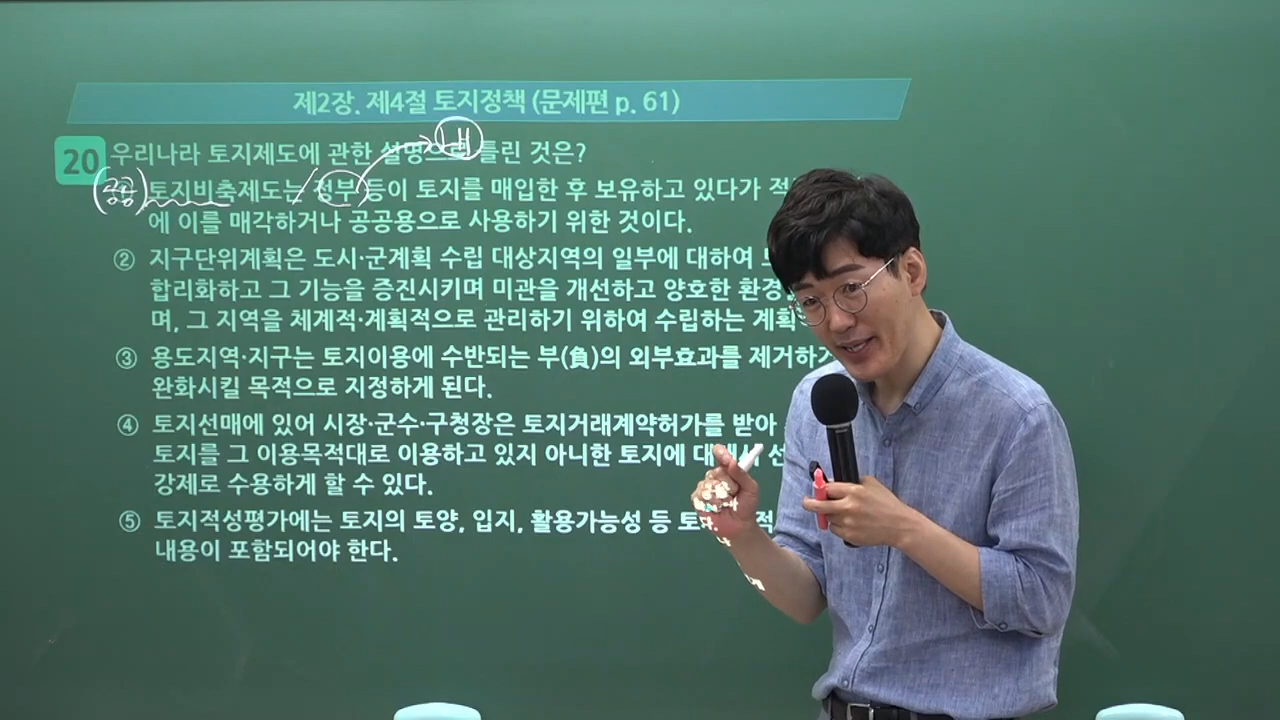 제2장. 제4절 토지정책 (문제편 p. 61)
20 우리나라 토지제도에 관한 설명으로 틀린 것은?
내
(공공) 토지비축제도는 정부 등이 토지를 매입한 후 보유하고 있다가
에 이를 매각하거나 공공용으로 사용하기 위한 것이다.
② 지구단위계획은 도시·군계획 수립 대상지역의 일부에 대하여
합리화하고 그 기능을 증진시키며 미관을 개선하고 양호한
며, 그 지역을 체계적·계획적으로 관리하기 위하여 수립하는 계획
③ 용도지역·지구는 토지이용에 수반되는 부(負)의 외부효과를 제거하거
완화시킬 목적으로 지정하게 된다.
④ 토지선매에 있어 시장·군수·구청장은 토지거래계약허가를 받아
토지를 그 이용목적대로 이용하고 있지 아니한 토지에
강제로 수용하게 할 수 있다.
⑤ 토지적성평가에는 토지의 토양, 입지, 활용가능성 등
내용이 포함되어야 한다.